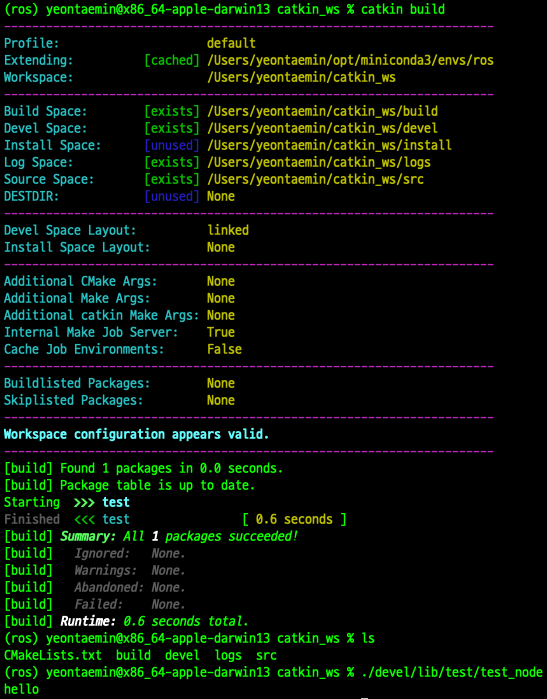 (ros) yeontaemin@x86_64-apple-darwin13 catkin_ws % catkin build
Profile: default
Extending: [cached] /Users/yeontaemin/opt/miniconda3/envs/ros
Workspace: /Users/yeontaemin/catkin_ws
Build Space: [exists] /Users/yeontaemin/catkin_ws/build
Devel Space: [exists] /Users/yeontaemin/catkin_ws/devel
Install Space: [unused] /Users/yeontaemin/catkin_ws/install
Log Space: [exists] /Users/yeontaemin/catkin_ws/logs
Source Space: [exists] /Users/yeontaemin/catkin_ws/src
DESTDIR: [unused] None
Devel Space Layout: linked
Install Space Layout: None
Additional CMake Args: None
Additional Make Args: None
Additional catkin Make Args: None
Internal Make Job Server: True
Cache Job Environments: False
Buildlisted Packages: None
Skiplisted Packages: None
Workspace configuration appears valid.
[build] Found 1 packages in 0.0 seconds.
[build] Package table is up to date.
Starting >>> test
Finished <<< test [ 0.6 seconds ]
[build] Summary: All 1 packages succeeded!
[build] Ignored: None.
[build] Warnings: None.
[build] Abandoned: None.
[build] Failed: None.
[build] Runtime: 0.6 seconds total.
(ros) yeontaemin@x86_64-apple-darwin13 catkin_ws % ls
CMakeLists.txt build devel logs src
(ros) yeontaemin@x86_64-apple-darwin13 catkin_ws % ./devel/lib/test/test_node
hello